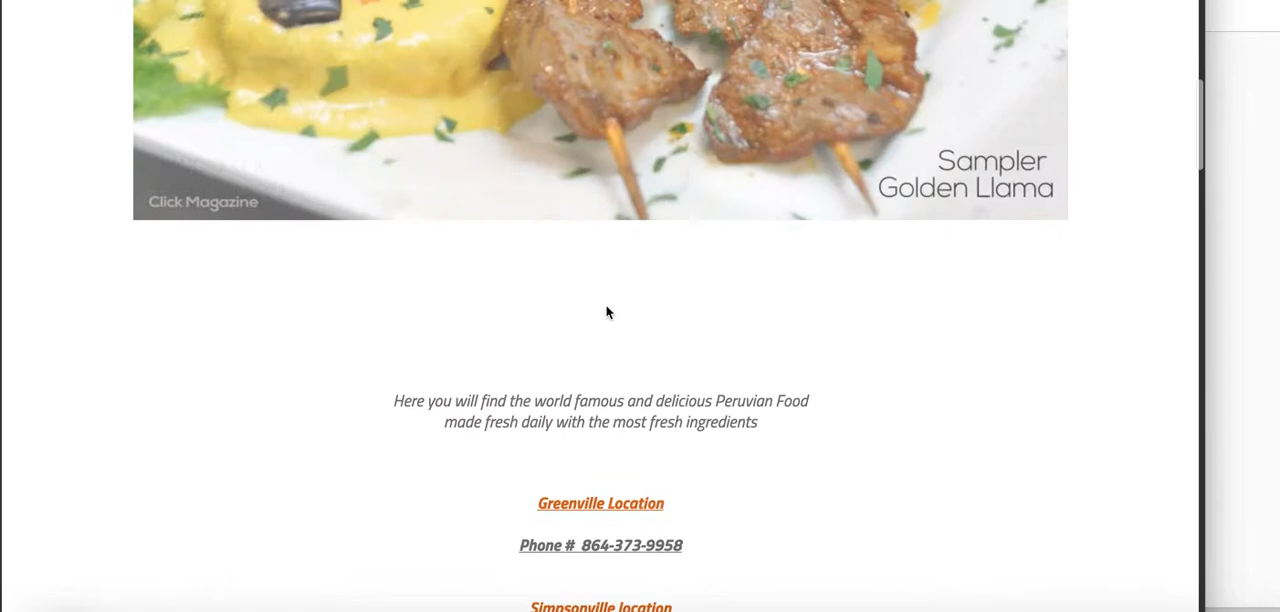 Sampler
Golden Llama
Click Magazine
Here you will find the world famous and delicious Peruvian Food
made fresh daily with the most fresh ingredients
Greenville Location
Phone # 864-373-9958
Simpsonville location